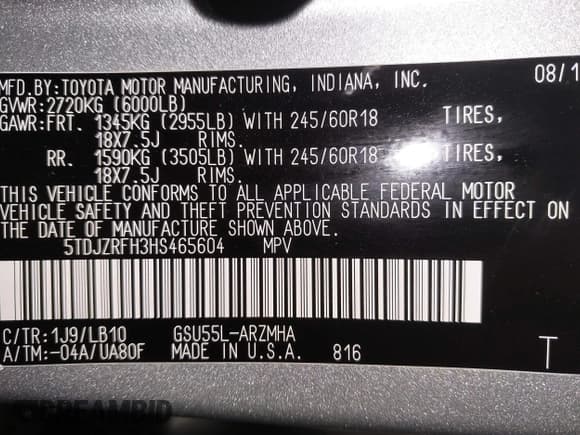 MFD.BY:TOYOTA MOTOR MANUFACTURING, INDIANA, INC. 08/1
GVWR:2720KG (6000LB)
GAWR:FRT. 1345KG (2955LB) WITH 245/60R18 TIRES,
18X7.5J RIMS.
RR. 1590KG (3505LB) WITH 245/60R18 TIRES,
18X7.5J RIMS.
THIS VEHICLE CONFORMS TO ALL APPLICABLE FEDERAL MOTOR
VEHICLE SAFETY AND THEFT PREVENTION STANDARDS IN EFFECT ON
THE DATE OF MANUFACTURE SHOWN ABOVE.
5TDJZRFH3HS465604 MPV
C/TR:1J9/LB10 GSU55L-ARZMHA
A/TM:-04A/UA80F MADE IN U.S.A. 816 T